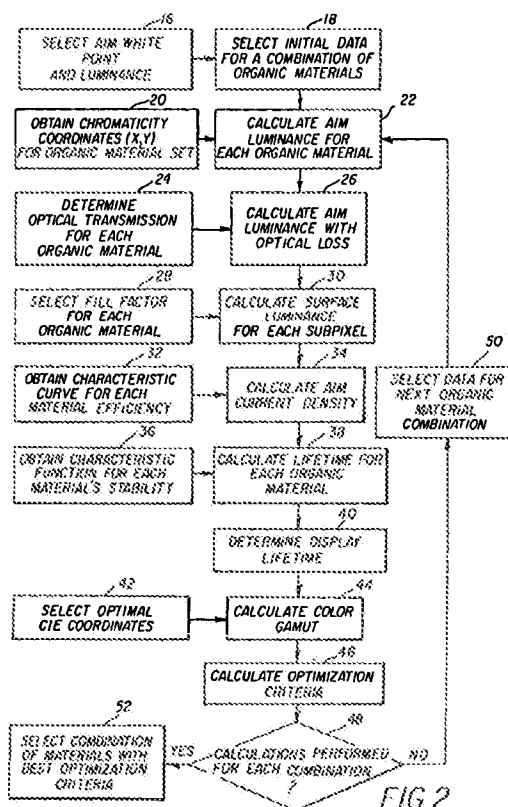 16
SELECT AIM WHITE
POINT
AND LUMINANCE
18
SELECT INITIAL DATA
FOR A COMBINATION OF
ORGANIC MATERIALS
20
OBTAIN CHROMATICITY
COORDINATES (X,Y)
FOR ORGANIC MATERIAL SET
22
CALCULATE AIM
LUMINANCE FOR
EACH ORGANIC MATERIAL
24
DETERMINE
OPTICAL TRANSMISSION
FOR EACH
ORGANIC MATERIAL
26
CALCULATE AIM
LUMINANCE WITH
OPTICAL LOSS
28
SELECT FILL FACTOR
FOR EACH
ORGANIC MATERIAL
30
CALCULATE SURFACE
LUMINANCE
FOR EACH SUBPIXEL
32
OBTAIN CHARACTERISTIC
CURVE FOR EACH
MATERIAL EFFICIENCY
34
CALCULATE AIM
CURRENT DENSITY
50
SELECT DATA FOR
NEXT ORGANIC
MATERIAL
COMBINATION
36
OBTAIN CHARACTERISTIC
FUNCTION FOR EACH
MATERIAL'S STABILITY
38
CALCULATE LIFETIME FOR
EACH ORGANIC
MATERIAL
40
DETERMINE DISPLAY
LIFETIME
42
SELECT OPTIMAL
CIE COORDINATES
44
CALCULATE COLOR
GAMUT
46
CALCULATE OPTIMIZATION
CRITERIA
52
SELECT COMBINATION
OF MATERIALS WITH
BEST OPTIMIZATION
CRITERIA
YES
48
CALCULATIONS PERFORMED
FOR EACH COMBINATION
?
NO
FIG.2